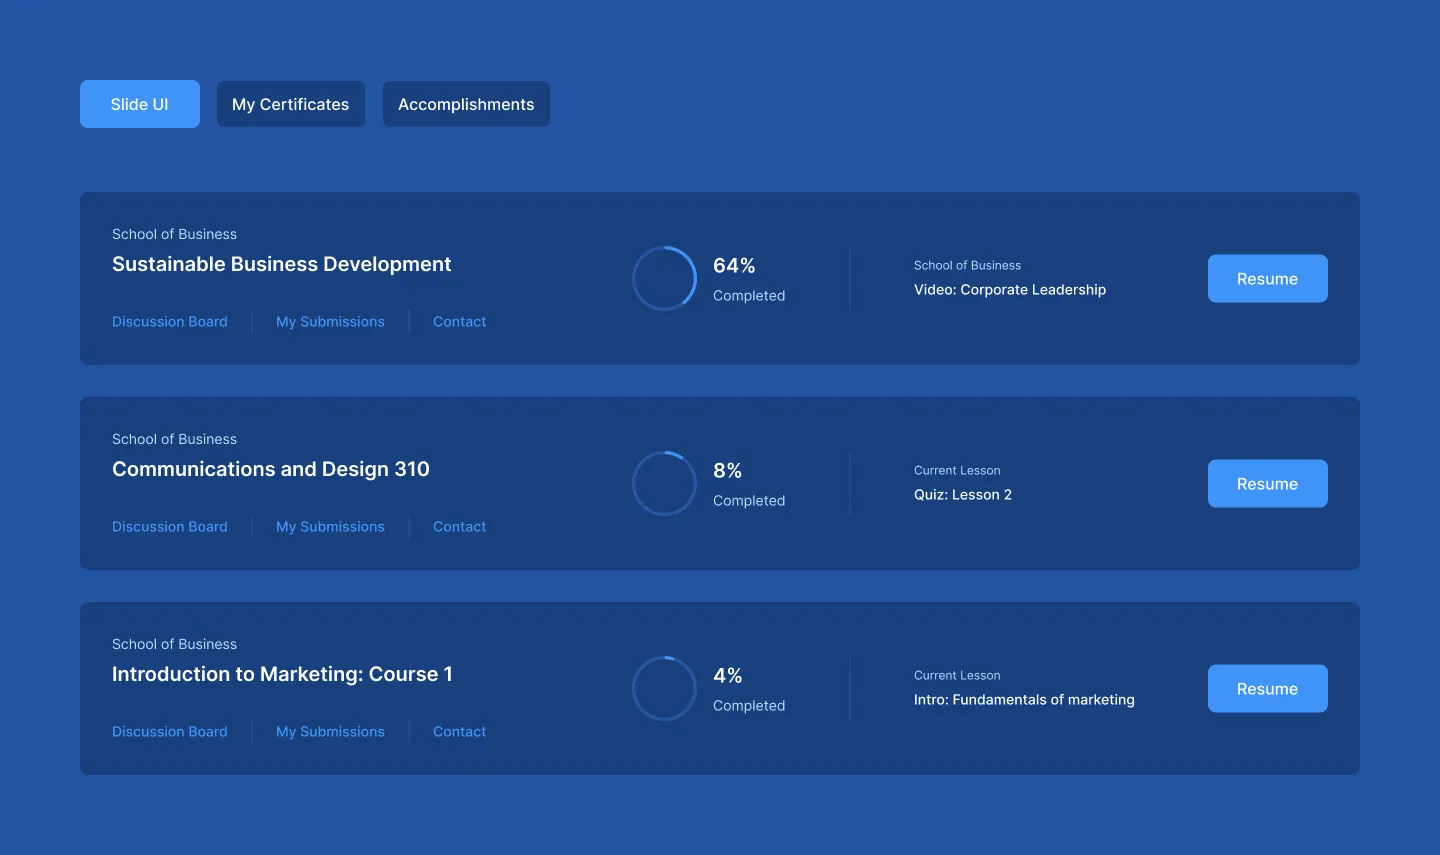 Slide UI
My Certificates
Accomplishments
School of Business
Sustainable Business Development
Discussion Board
My Submissions
Contact
64%
Completed
School of Business
Video: Corporate Leadership
Resume
School of Business
Communications and Design 310
Discussion Board
My Submissions
Contact
8%
Completed
Current Lesson
Quiz: Lesson 2
Resume
School of Business
Introduction to Marketing: Course 1
Discussion Board
My Submissions
Contact
4%
Completed
Current Lesson
Intro: Fundamentals of marketing
Resume